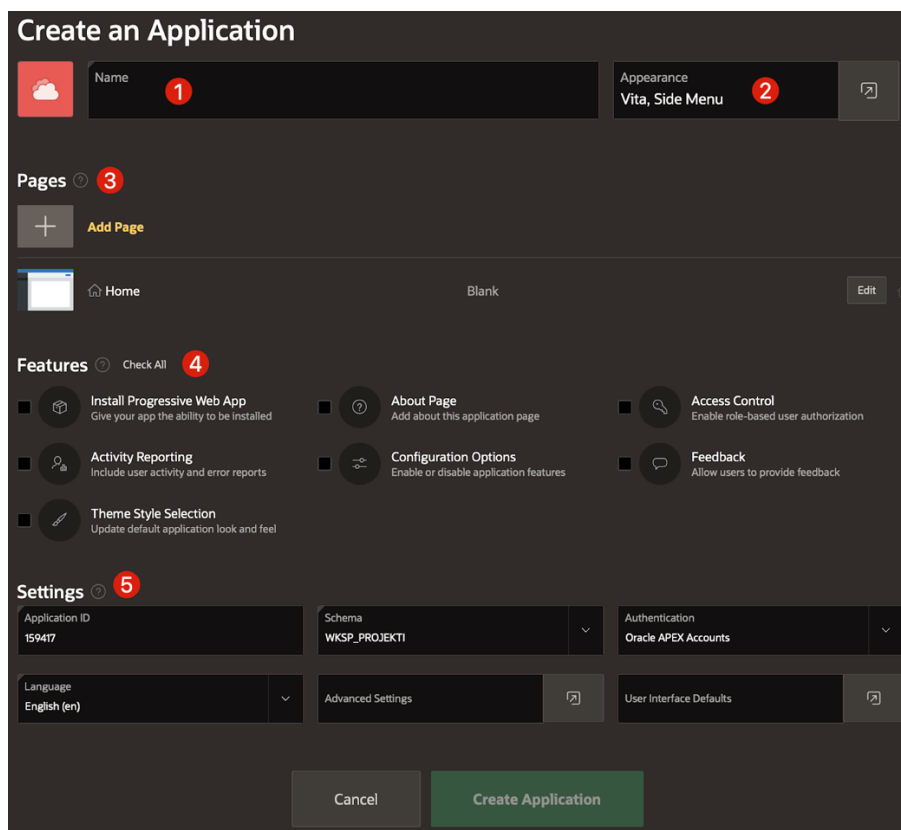 Create an Application
Name
1
Appearance
Vita, Side Menu
2
Pages ? 3
Add Page
Home Blank Edit
Features ? Check All 4
Install Progressive Web App
Give your app the ability to be installed
? About Page
Add about this application page
Access Control
Enable role-based user authorization
Activity Reporting
Include user activity and error reports
Configuration Options
Enable or disable application features
Feedback
Allow users to provide feedback
Theme Style Selection
Update default application look and feel
Settings ? 5
Application ID
159417
Schema
WKSP_PROJEKTI
Authentication
Oracle APEX Accounts
Language
English (en)
Advanced Settings
User Interface Defaults
Cancel
Create Application